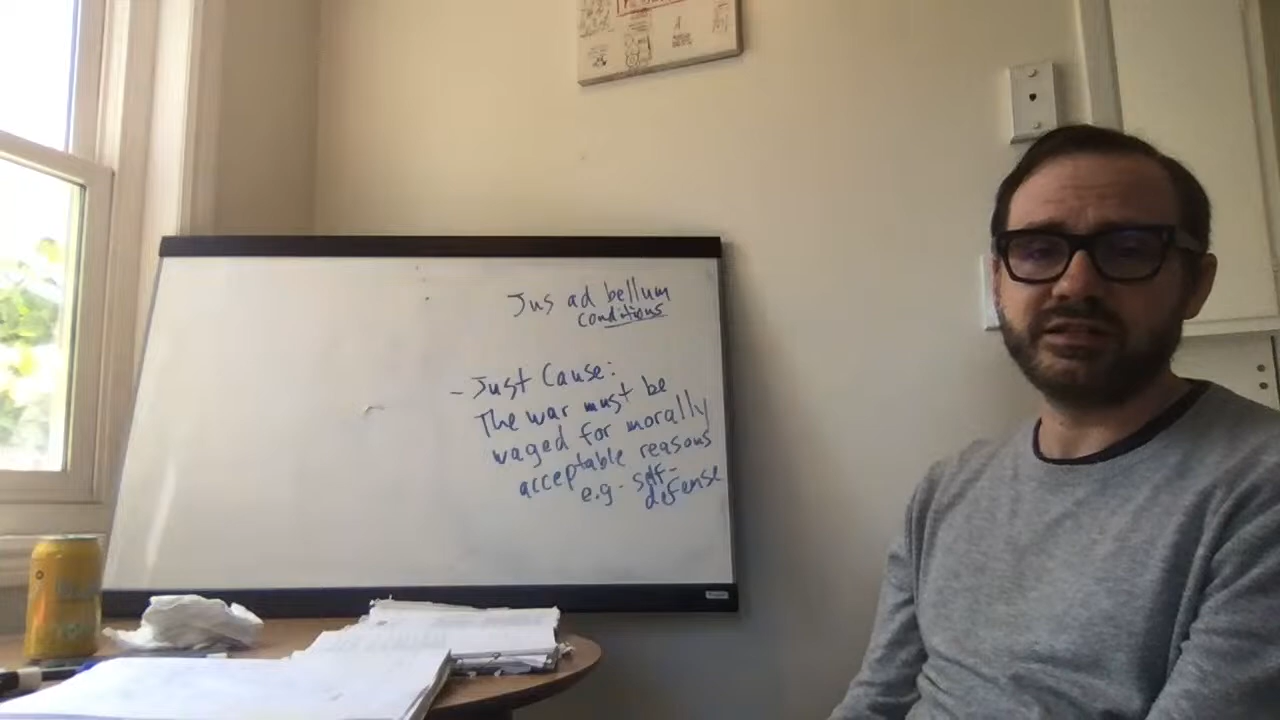 Jus ad bellum
conditions
- Just Cause:
The war must be
waged for morally
acceptable reasons
e.g. self-
defense